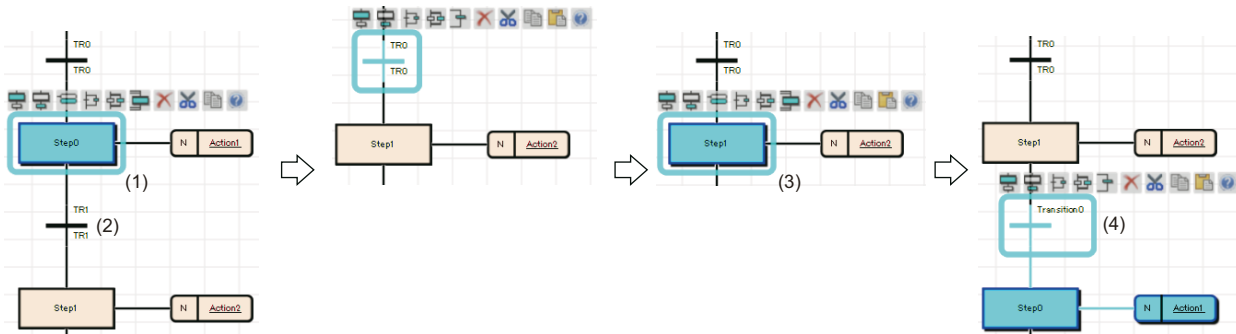 TR0
TR0
Step0
N Action1
(1)
TR1
(2)
TR1
Step1
N Action2
TR0
TR0
Step1
N Action2
TR0
TR0
Step1
N Action2
(3)
TR0
TR0
Step1
N Action2
Transition0
(4)
Step0
N Action1